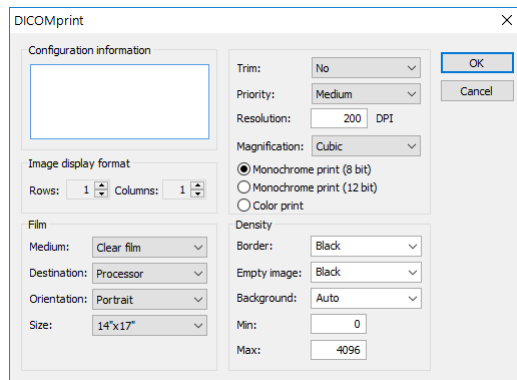 DICOMprint
Configuration information
Image display format
Rows: 1 Columns: 1
Film
Medium: Clear film
Destination: Processor
Orientation: Portrait
Size: 14"x17"
Trim: No
Priority: Medium
Resolution: 200 DPI
Magnification: Cubic
Monochrome print (8 bit)
Monochrome print (12 bit)
Color print
Density
Border: Black
Empty image: Black
Background: Auto
Min: 0
Max: 4096
OK
Cancel